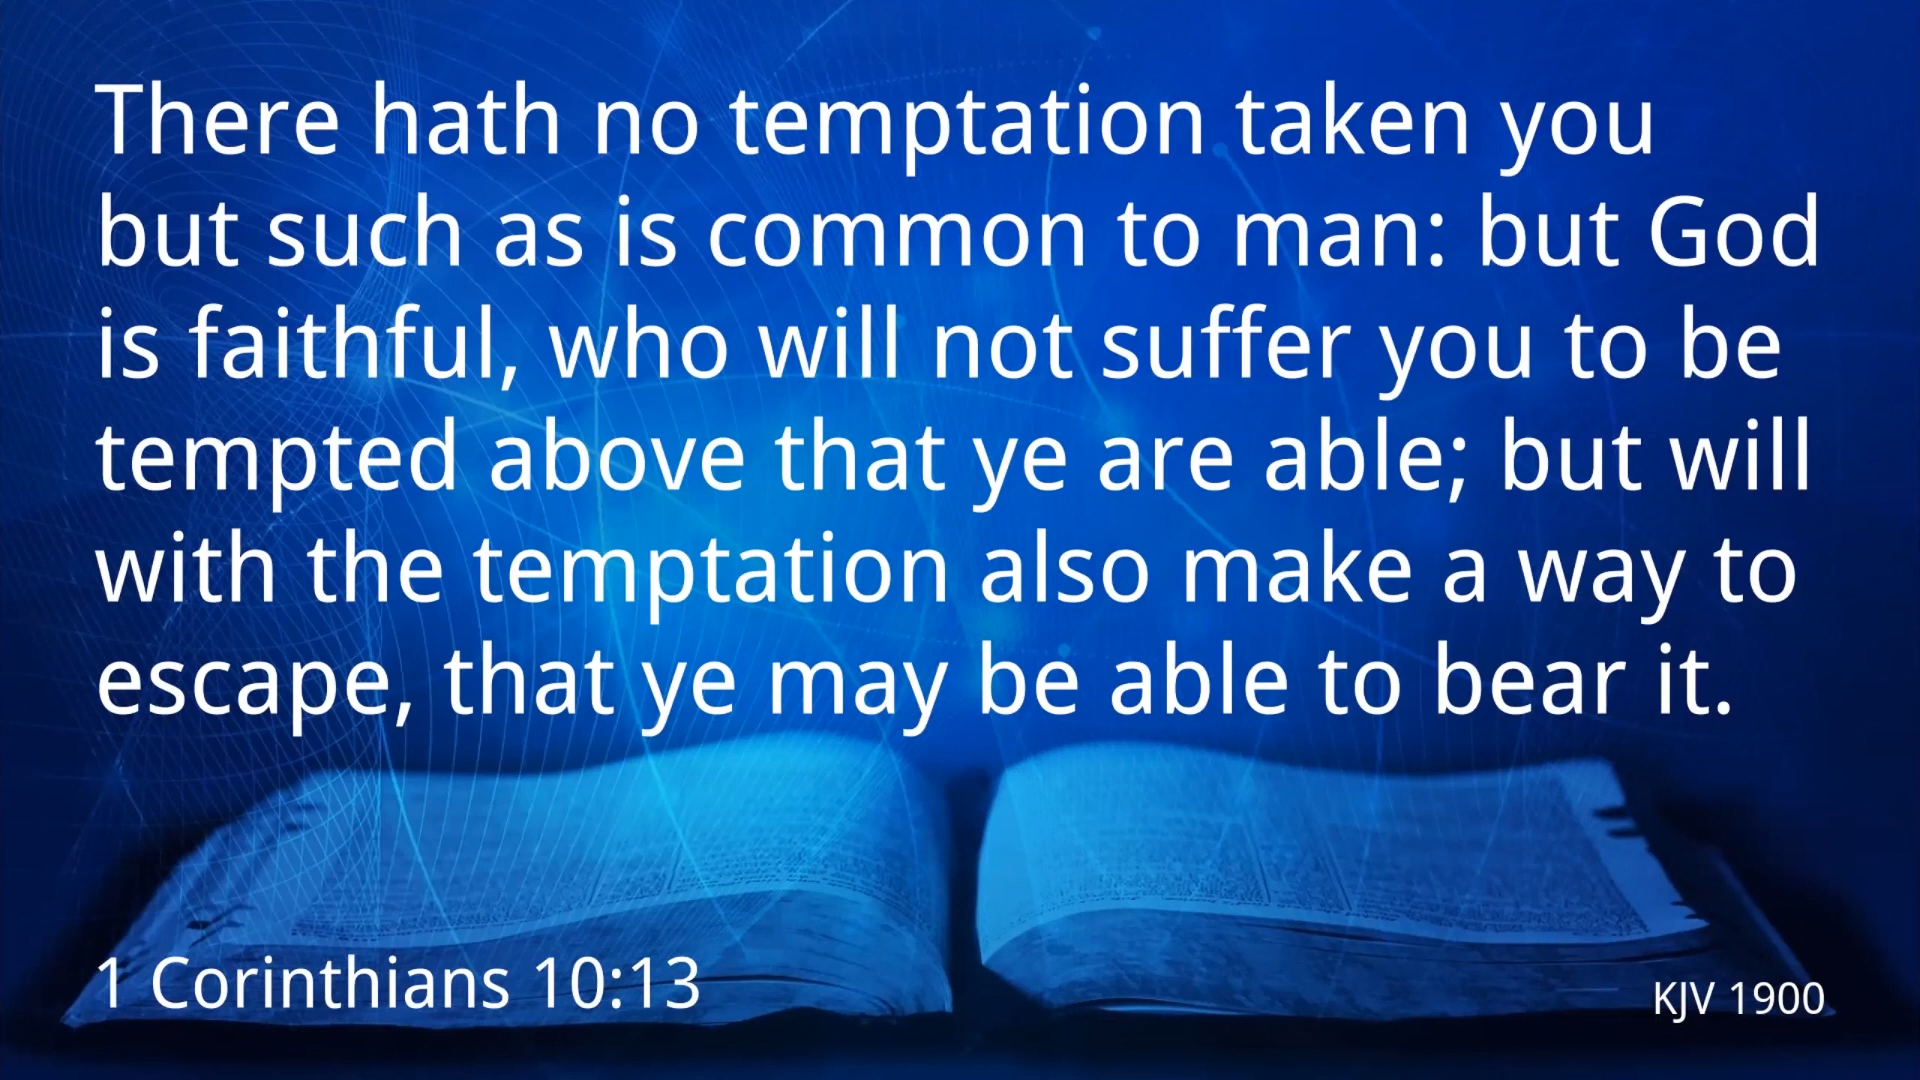 There hath no temptation taken you
but such as is common to man: but God
is faithful, who will not suffer you to be
tempted above that ye are able; but will
with the temptation also make a way to
escape, that ye may be able to bear it.
1 Corinthians 10:13
KJV 1900